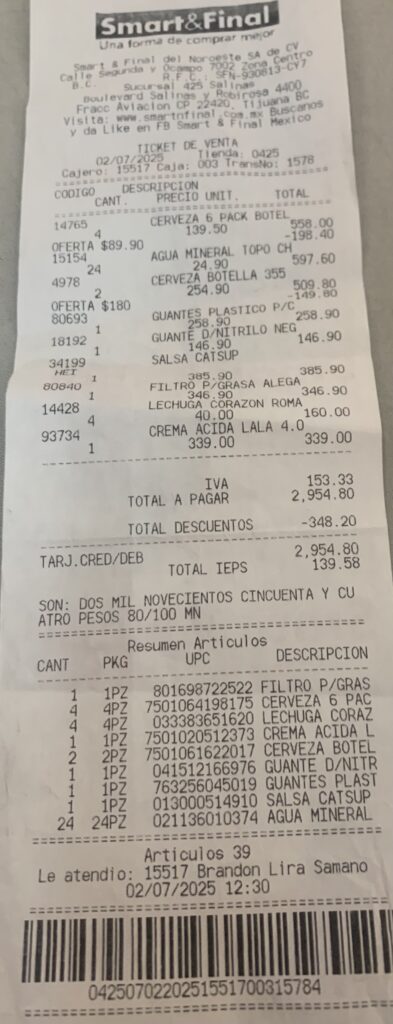 Smart&Final
Una forma de comprar mejor
Smart & Final del Noroeste SA de CV
Calle Segunda y Ocampo 7002 Zona Centro
B.C. R.F.C.: SFN-930813-CY7
Sucursal 425 Salinas
Boulevard Salinas y Robirosa 4400
Fracc Aviacion CP 22420, Tijuana BC
Visita: www.smartnfinal.com.mx Buscanos
y da Like en FB Smart & Final Mexico
TICKET DE VENTA
02/07/2025 Tienda: 0425
Cajero: 15517 Caja: 003 TransNo: 1578
CODIGO DESCRIPCION
CANT. PRECIO UNIT. TOTAL
14765 CERVEZA 6 PACK BOTEL
4 139.50 558.00
OFERTA $89.90 -198.40
15154 AGUA MINERAL TOPO CH
24 24.90 597.60
4978 CERVEZA BOTELLA 355
2 254.90 509.80
OFERTA $180 -149.80
80693 GUANTES PLASTICO P/C
1 258.90 258.90
18192 GUANTE D/NITRILO NEG
1 146.90 146.90
34199 SALSA CATSUP
HEI
1 385.90 385.90
80840 FILTRO P/GRASA ALEGA
1 346.90 346.90
14428 LECHUGA CORAZON ROMA
4 40.00 160.00
93734 CREMA ACIDA LALA 4.0
1 339.00 339.00
IVA 153.33
TOTAL A PAGAR 2,954.80
TOTAL DESCUENTOS -348.20
TARJ.CRED/DEB 2,954.80
TOTAL IEPS 139.58
SON: DOS MIL NOVECIENTOS CINCUENTA Y CU
ATRO PESOS 80/100 MN
Resumen Articulos
CANT PKG UPC DESCRIPCION
1 1PZ 801698722522 FILTRO P/GRAS
4 4PZ 7501064198175 CERVEZA 6 PAC
4 4PZ 033383651620 LECHUGA CORAZ
1 1PZ 7501020512373 CREMA ACIDA L
2 2PZ 7501061622017 CERVEZA BOTEL
1 1PZ 041512166976 GUANTE D/NITR
1 1PZ 763256045019 GUANTES PLAST
1 1PZ 013000514910 SALSA CATSUP
24 24PZ 021136010374 AGUA MINERAL
Articulos 39
Le atendio: 15517 Brandon Lira Samano
02/07/2025 12:30
04250702202515517​00315784